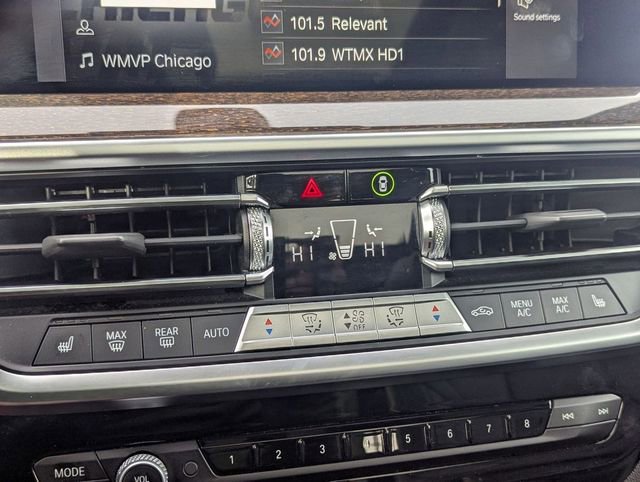 101.5 Relevant
Sound settings
WMVP Chicago
101.9 WTMX HD1
HI HI
MAX REAR AUTO OFF MENU A/C MAX A/C
1 2 3 4 5 6 7 8
MODE VOL